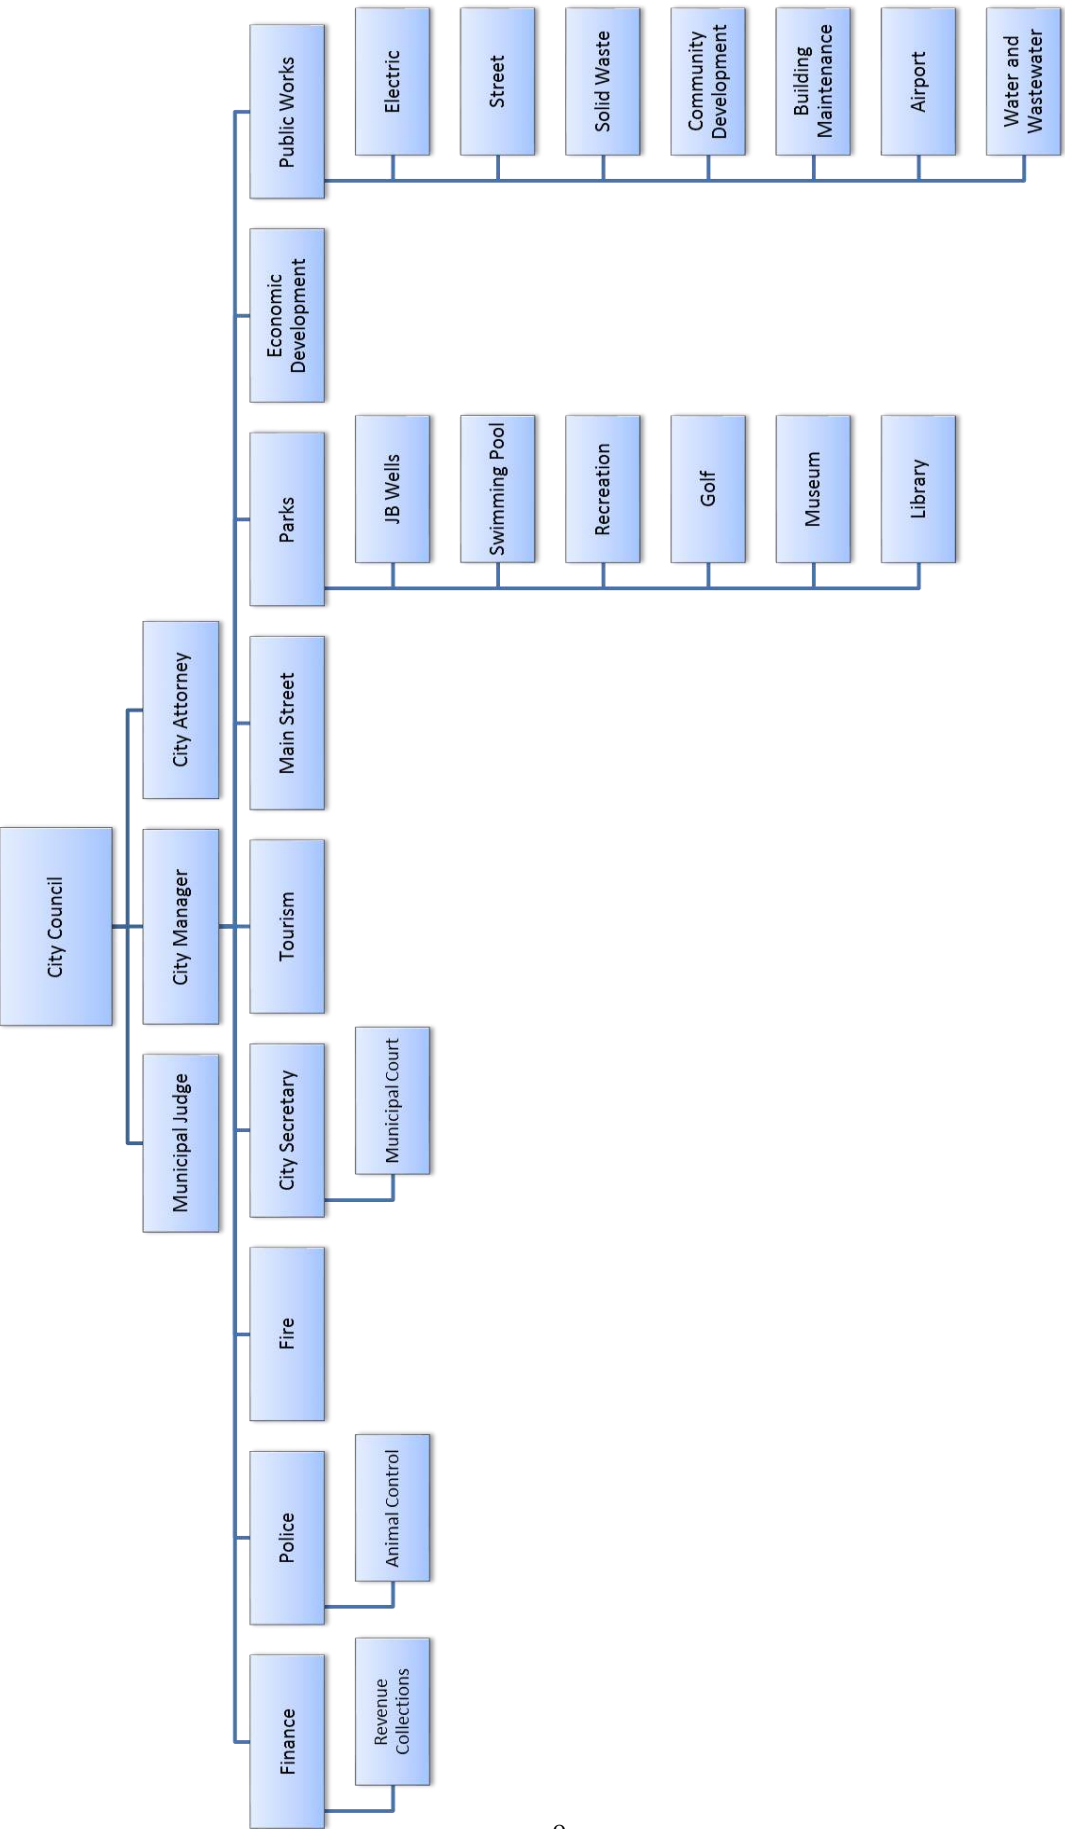 City Council
Municipal Judge
City Manager
City Attorney
Finance
Revenue
Collections
Police
Animal Control
Fire
City Secretary
Municipal Court
Tourism
Main Street
Parks
JB Wells
Swimming Pool
Recreation
Golf
Museum
Library
Economic
Development
Public Works
Electric
Street
Solid Waste
Community
Development
Building
Maintenance
Airport
Water and
Wastewater